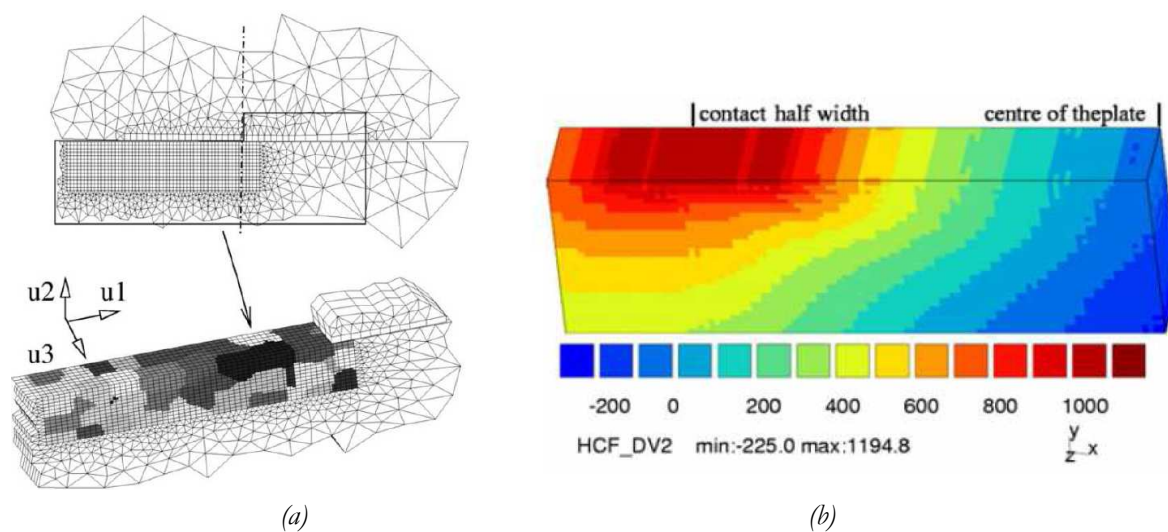 u2
u1
u3
contact half width
centre of theplate
-200 0 200 400 600 800 1000
HCF_DV2 min:-225.0 max:1194.8
y
z x
(a)
(b)